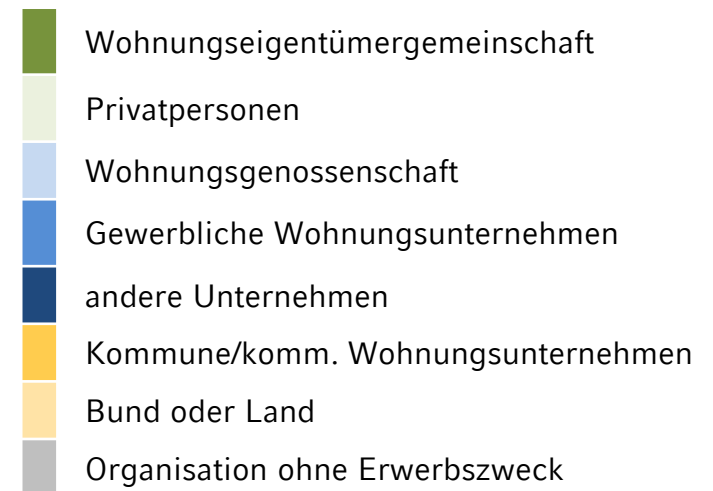 Wohnungseigentümergemeinschaft
Privatpersonen
Wohnungsgenossenschaft
Gewerbliche Wohnungsunternehmen
andere Unternehmen
Kommune/komm. Wohnungsunternehmen
Bund oder Land
Organisation ohne Erwerbszweck